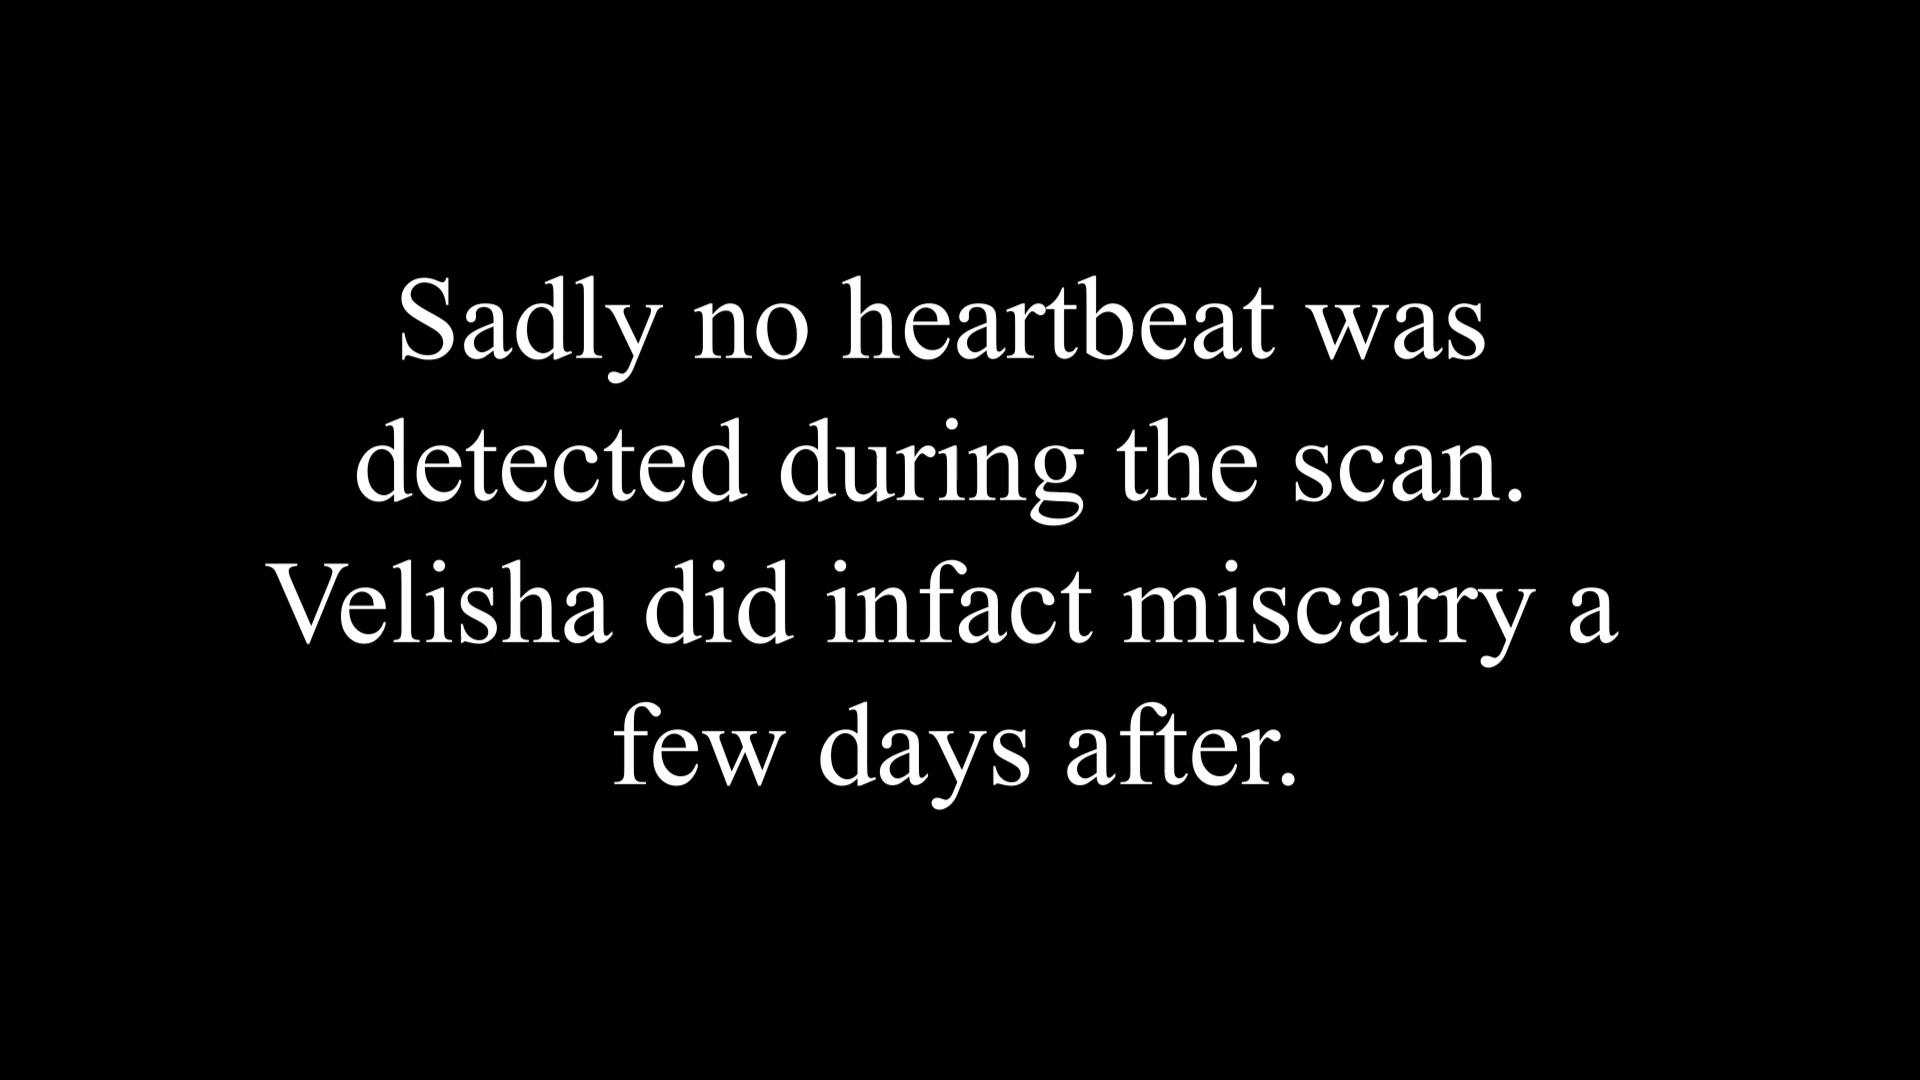 Sadly no heartbeat was
detected during the scan.
Velisha did infact miscarry a
few days after.